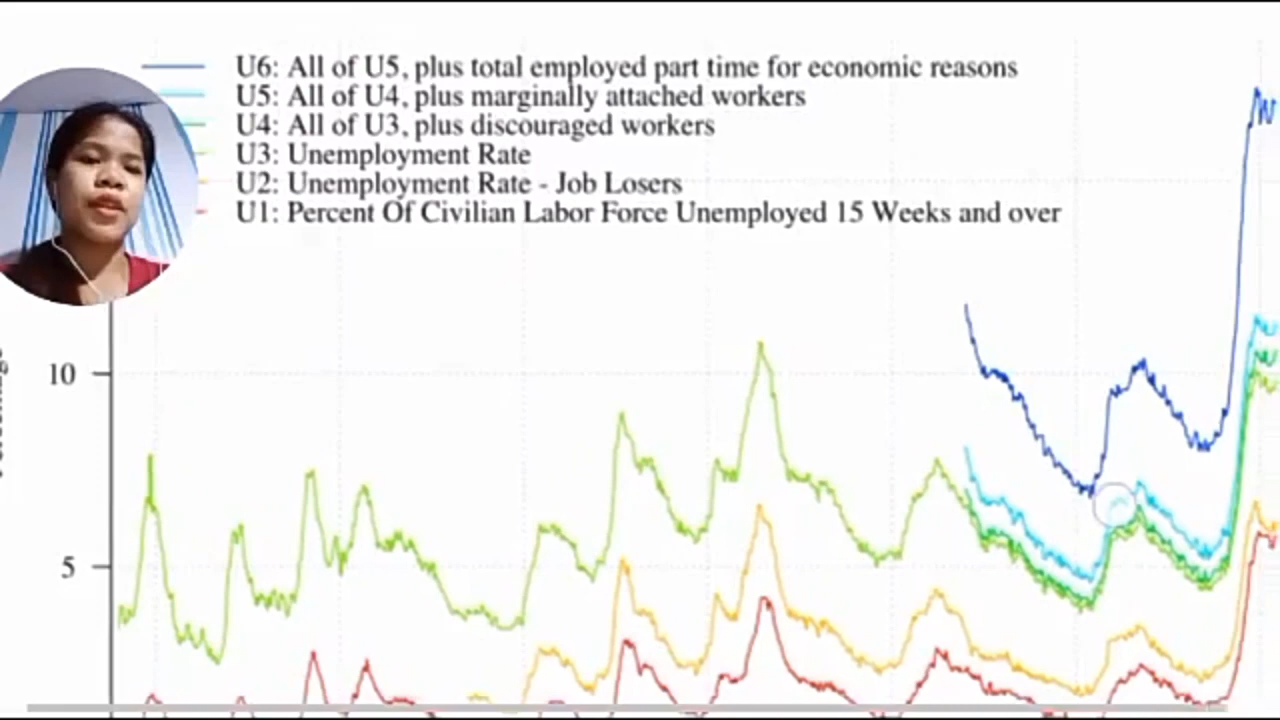 U6: All of U5, plus total employed part time for economic reasons
U5: All of U4, plus marginally attached workers
U4: All of U3, plus discouraged workers
U3: Unemployment Rate
U2: Unemployment Rate - Job Losers
U1: Percent Of Civilian Labor Force Unemployed 15 Weeks and over
10
5